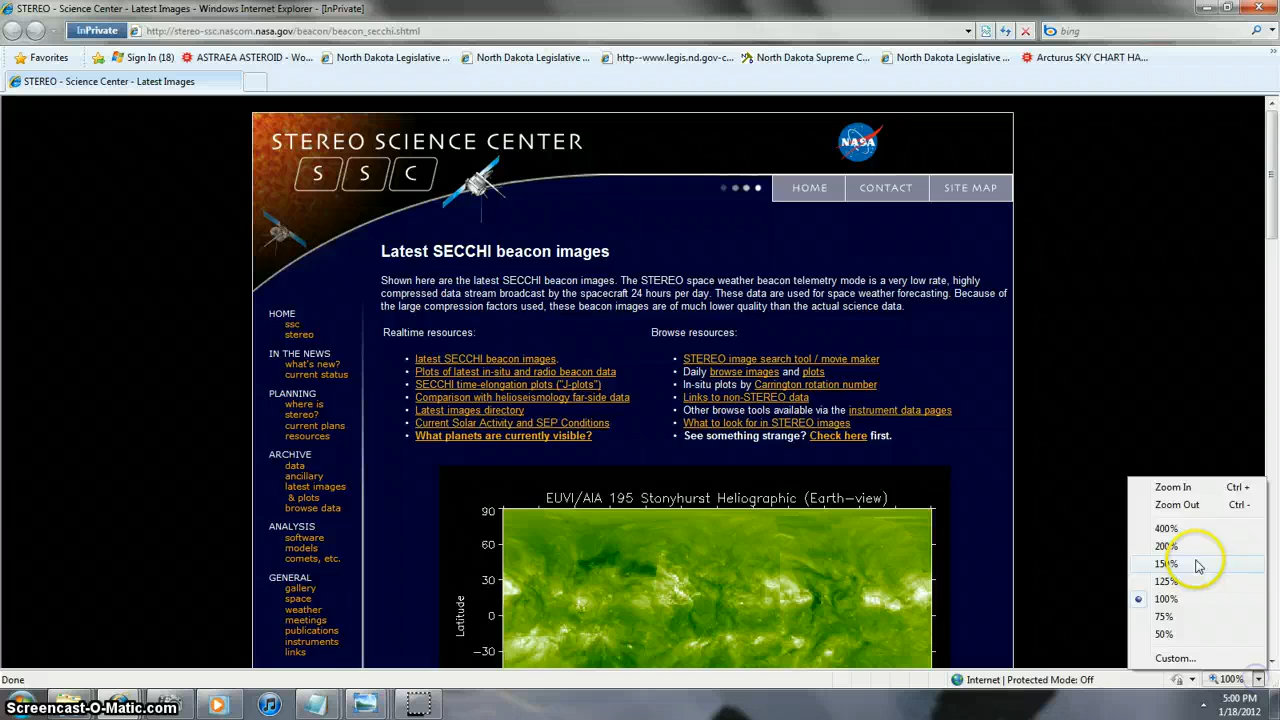 STEREO - Science Center - Latest Images - Windows Internet Explorer - [InPrivate]
InPrivate http://stereo-ssc.nascom.nasa.gov/beacon/beacon_secchi.shtml bing
Favorites Sign In (18) ASTRAEA ASTEROID - Wo... North Dakota Legislative ... North Dakota Legislative ... http--www.legis.nd.gov-c... North Dakota Supreme C... North Dakota Legislative ... Arcturus SKY CHART HA...
STEREO - Science Center - Latest Images
STEREO SCIENCE CENTER
NASA
S S C
HOME CONTACT SITE MAP
Latest SECCHI beacon images
Shown here are the latest SECCHI beacon images. The STEREO space weather beacon telemetry mode is a very low rate, highly
compressed data stream broadcast by the spacecraft 24 hours per day. These data are used for space weather forecasting. Because of
the large compression factors used, these beacon images are of much lower quality than the actual science data.
HOME
ssc
stereo
IN THE NEWS
what's new?
current status
PLANNING
where is
stereo?
current plans
resources
ARCHIVE
data
ancillary
latest images
& plots
browse data
ANALYSIS
software
models
comets, etc.
GENERAL
gallery
space
weather
meetings
publications
instruments
links
Realtime resources:
• latest SECCHI beacon images.
• Plots of latest in-situ and radio beacon data
• SECCHI time-elongation plots ("J-plots")
• Comparison with helioseismology far-side data
• Latest images directory
• Current Solar Activity and SEP Conditions
• What planets are currently visible?
Browse resources:
• STEREO image search tool / movie maker
• Daily browse images and plots
• In-situ plots by Carrington rotation number
• Links to non-STEREO data
• Other browse tools available via the instrument data pages
• What to look for in STEREO images
• See something strange? Check here first.
EUVI/AIA 195 Stonyhurst Heliographic (Earth-view)
90
60
30
0
-30
Latitude
Zoom In Ctrl +
Zoom Out Ctrl -
400%
200%
150%
125%
100%
75%
50%
Custom...
Done Internet | Protected Mode: Off 100%
Screencast-O-Matic.com
5:00 PM
1/18/2012